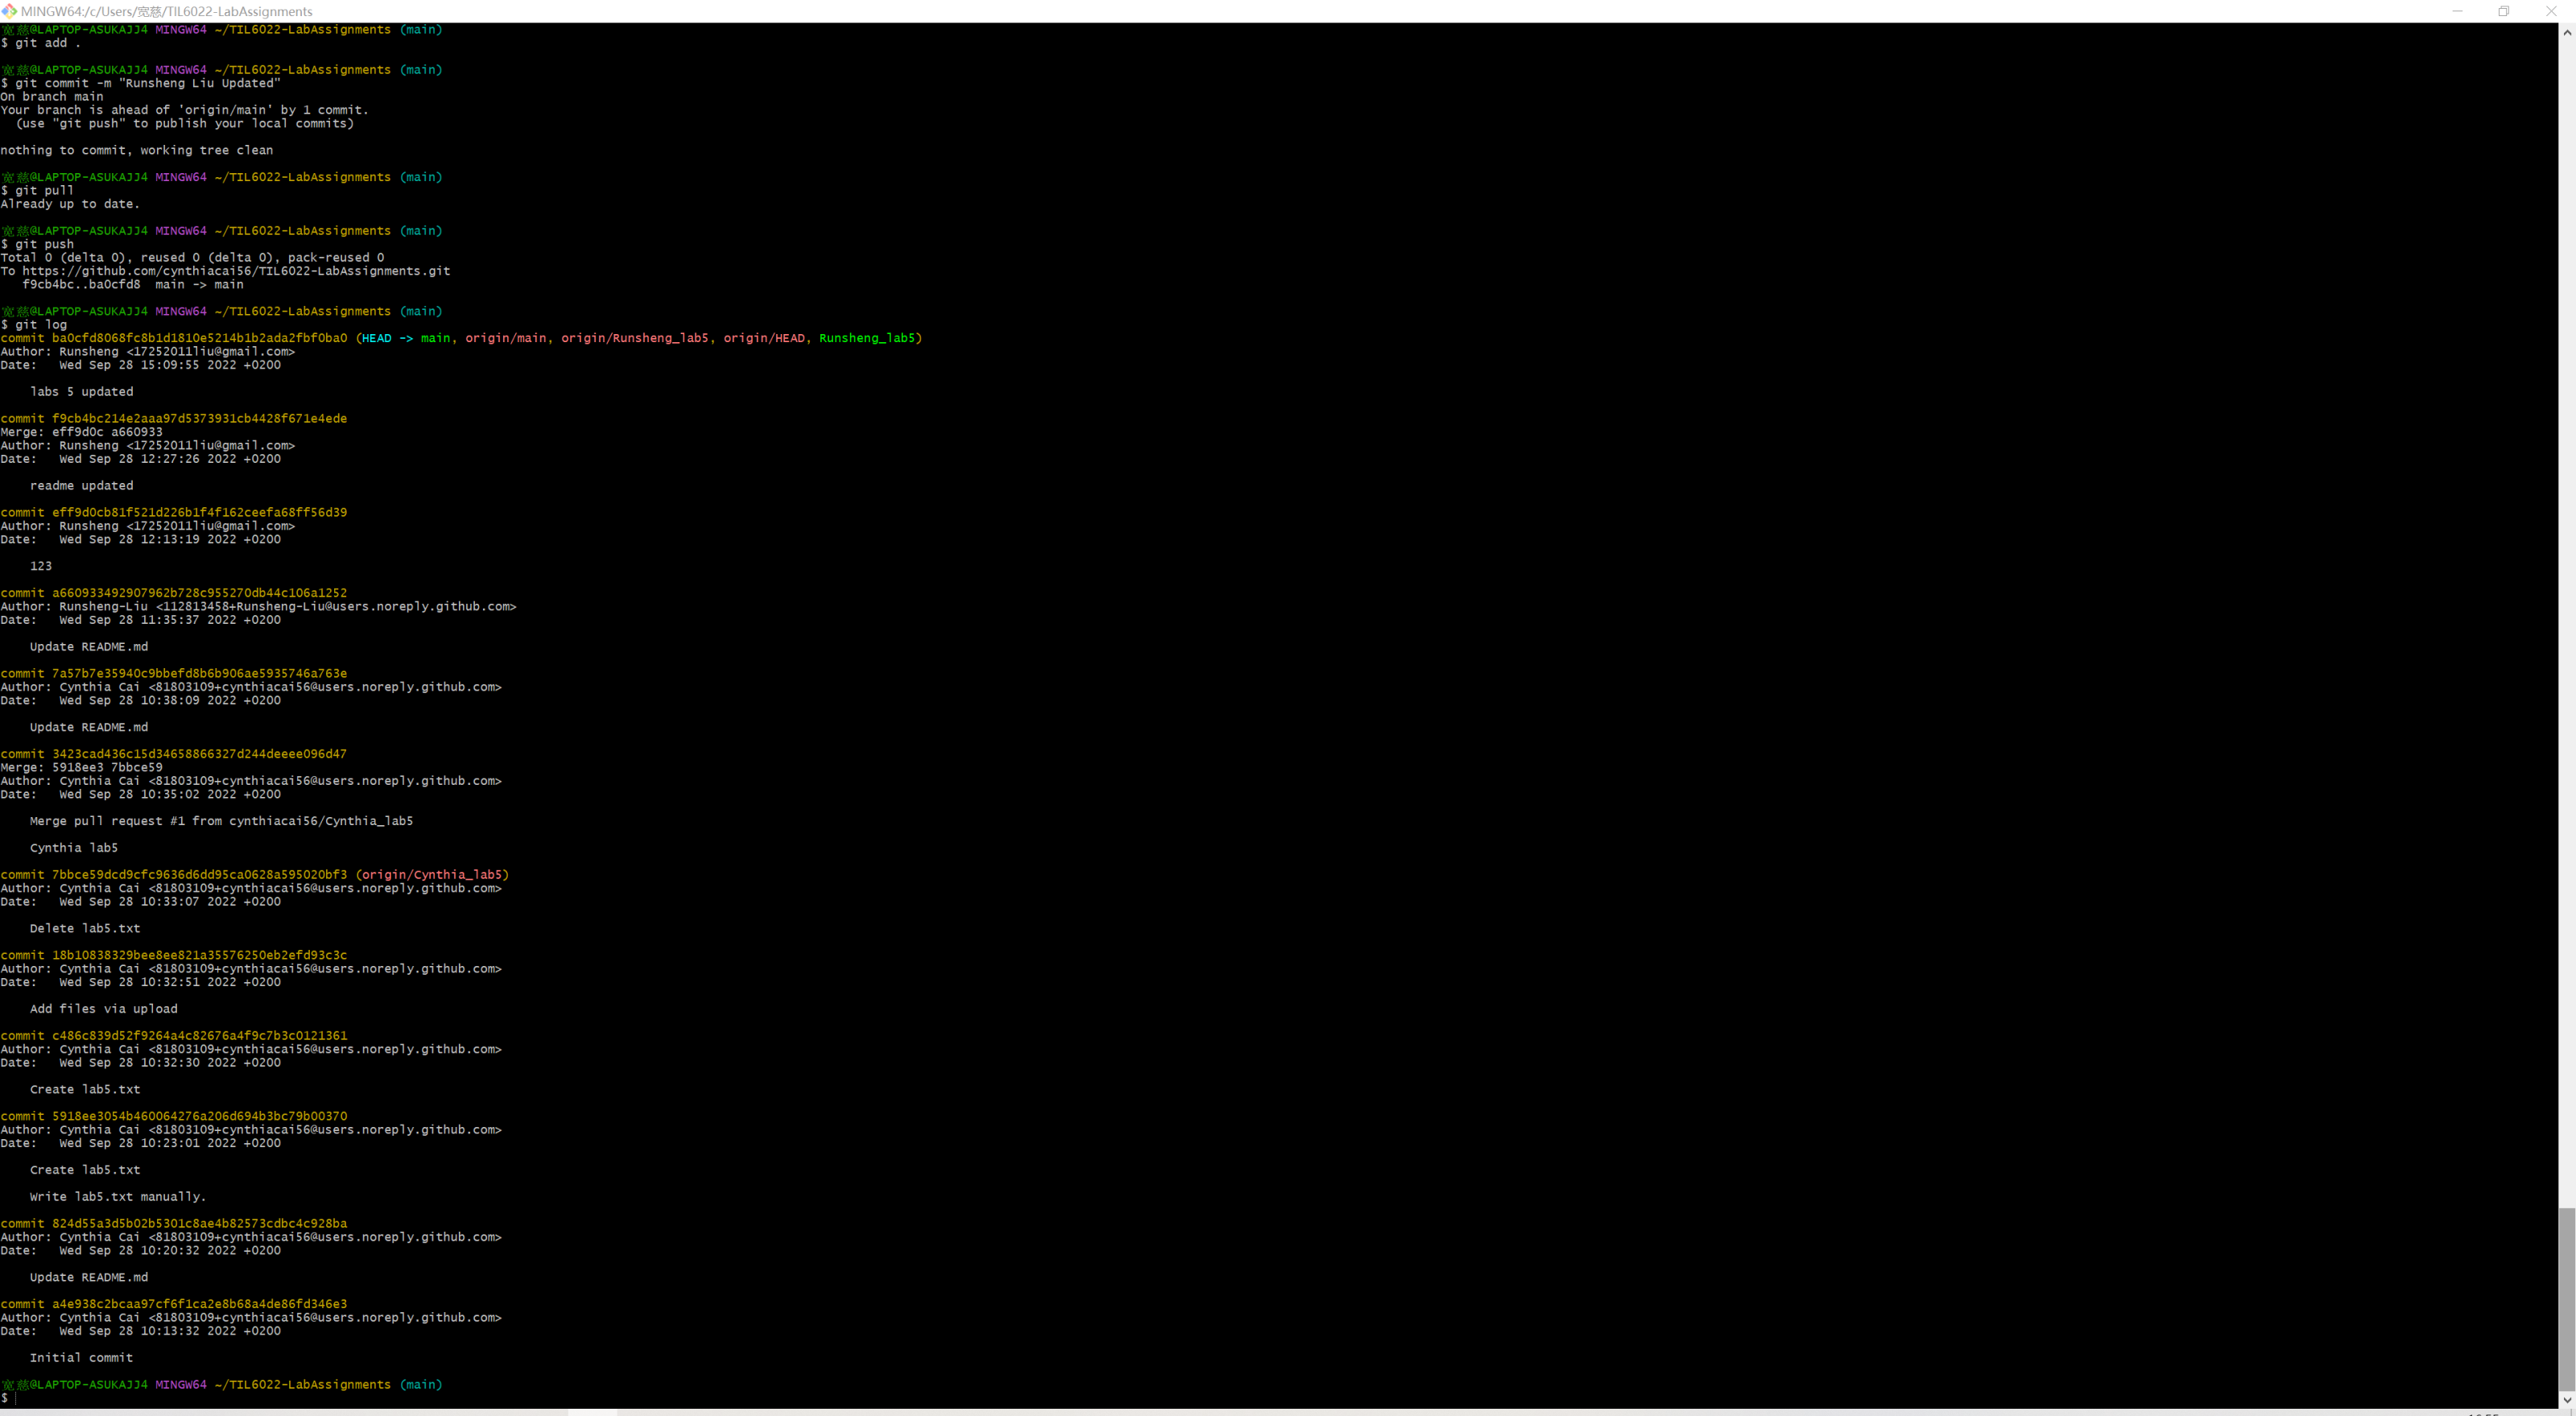 MINGW64:/c/Users/宽慈/TIL6022-LabAssignments
宽慈@LAPTOP-ASUKAJJ4 MINGW64 ~/TIL6022-LabAssignments (main)
$ git add .
宽慈@LAPTOP-ASUKAJJ4 MINGW64 ~/TIL6022-LabAssignments (main)
$ git commit -m "Runsheng Liu Updated"
On branch main
Your branch is ahead of 'origin/main' by 1 commit.
(use "git push" to publish your local commits)
nothing to commit, working tree clean
宽慈@LAPTOP-ASUKAJJ4 MINGW64 ~/TIL6022-LabAssignments (main)
$ git pull
Already up to date.
宽慈@LAPTOP-ASUKAJJ4 MINGW64 ~/TIL6022-LabAssignments (main)
$ git push
Total 0 (delta 0), reused 0 (delta 0), pack-reused 0
To https://github.com/cynthiacai56/TIL6022-LabAssignments.git
f9cb4bc..ba0cfd8 main -> main
宽慈@LAPTOP-ASUKAJJ4 MINGW64 ~/TIL6022-LabAssignments (main)
$ git log
commit ba0cfd8068fc8b1d1810e5214b1b2ada2fbf0ba0 (HEAD -> main, origin/main, origin/Runsheng_lab5, origin/HEAD, Runsheng_lab5)
Author: Runsheng <17252011liu@gmail.com>
Date: Wed Sep 28 15:09:55 2022 +0200
labs 5 updated
commit f9cb4bc214e2aaa97d5373931cb4428f671e4ede
Merge: eff9d0c a660933
Author: Runsheng <17252011liu@gmail.com>
Date: Wed Sep 28 12:27:26 2022 +0200
readme updated
commit eff9d0cb81f521d226b1f4f162ceefa68ff56d39
Author: Runsheng <17252011liu@gmail.com>
Date: Wed Sep 28 12:13:19 2022 +0200
123
commit a660933492907962b728c955270db44c106a1252
Author: Runsheng-Liu <112813458+Runsheng-Liu@users.noreply.github.com>
Date: Wed Sep 28 11:35:37 2022 +0200
Update README.md
commit 7a57b7e35940c9bbefd8b6b906ae5935746a763e
Author: Cynthia Cai <81803109+cynthiacai56@users.noreply.github.com>
Date: Wed Sep 28 10:38:09 2022 +0200
Update README.md
commit 3423cad436c15d34658866327d244deeee096d47
Merge: 5918ee3 7bbce59
Author: Cynthia Cai <81803109+cynthiacai56@users.noreply.github.com>
Date: Wed Sep 28 10:35:02 2022 +0200
Merge pull request #1 from cynthiacai56/Cynthia_lab5
Cynthia lab5
commit 7bbce59dcd9cfc9636d6dd95ca0628a595020bf3 (origin/Cynthia_lab5)
Author: Cynthia Cai <81803109+cynthiacai56@users.noreply.github.com>
Date: Wed Sep 28 10:33:07 2022 +0200
Delete lab5.txt
commit 18b10838329bee8ee821a35576250eb2efd93c3c
Author: Cynthia Cai <81803109+cynthiacai56@users.noreply.github.com>
Date: Wed Sep 28 10:32:51 2022 +0200
Add files via upload
commit c486c839d52f9264a4c82676a4f9c7b3c0121361
Author: Cynthia Cai <81803109+cynthiacai56@users.noreply.github.com>
Date: Wed Sep 28 10:32:30 2022 +0200
Create lab5.txt
commit 5918ee3054b460064276a206d694b3bc79b00370
Author: Cynthia Cai <81803109+cynthiacai56@users.noreply.github.com>
Date: Wed Sep 28 10:23:01 2022 +0200
Create lab5.txt
Write lab5.txt manually.
commit 824d55a3d5b02b5301c8ae4b82573cdbc4c928ba
Author: Cynthia Cai <81803109+cynthiacai56@users.noreply.github.com>
Date: Wed Sep 28 10:20:32 2022 +0200
Update README.md
commit a4e938c2bcaa97cf6f1ca2e8b68a4de86fd346e3
Author: Cynthia Cai <81803109+cynthiacai56@users.noreply.github.com>
Date: Wed Sep 28 10:13:32 2022 +0200
Initial commit
宽慈@LAPTOP-ASUKAJJ4 MINGW64 ~/TIL6022-LabAssignments (main)
$